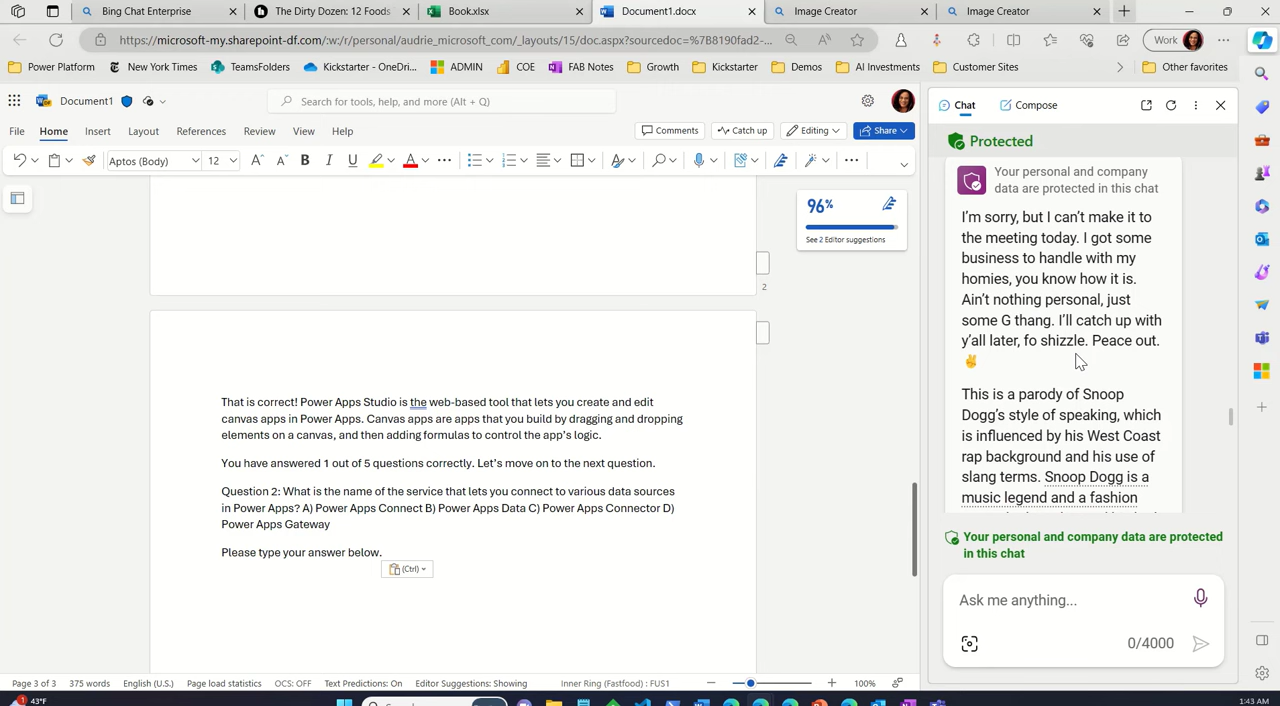 Bing Chat Enterprise
The Dirty Dozen: 12 Foods
Book.xlsx
Document1.docx
Image Creator
Image Creator
https://microsoft-my.sharepoint-df.com/:w:/r/personal/audrie_microsoft_com/_layouts/15/doc.aspx?sourcedoc=%7B8190fad2-...
Work
Power Platform
New York Times
TeamsFolders
Kickstarter - OneDri...
ADMIN
COE
FAB Notes
Growth
Kickstarter
Demos
AI Investments
Customer Sites
Other favorites
Document1
Search for tools, help, and more (Alt + Q)
File
Home
Insert
Layout
References
Review
View
Help
Comments
Catch up
Editing
Share
Aptos (Body)
12
96%
See 2 Editor suggestions
2
That is correct! Power Apps Studio is the web-based tool that lets you create and edit
canvas apps in Power Apps. Canvas apps are apps that you build by dragging and dropping
elements on a canvas, and then adding formulas to control the app's logic.
You have answered 1 out of 5 questions correctly. Let's move on to the next question.
Question 2: What is the name of the service that lets you connect to various data sources
in Power Apps? A) Power Apps Connect B) Power Apps Data C) Power Apps Connector D)
Power Apps Gateway
Please type your answer below.
(Ctrl)
Chat
Compose
Protected
Your personal and company
data are protected in this chat
I'm sorry, but I can't make it to
the meeting today. I got some
business to handle with my
homies, you know how it is.
Ain't nothing personal, just
some G thang. I'll catch up with
y'all later, fo shizzle. Peace out.
✌
This is a parody of Snoop
Dogg's style of speaking, which
is influenced by his West Coast
rap background and his use of
slang terms. Snoop Dogg is a
music legend and a fashion
Your personal and company data are protected
in this chat
Ask me anything...
0/4000
Page 3 of 3
375 words
English (U.S.)
Page load statistics
OCS: OFF
Text Predictions: On
Editor Suggestions: Showing
Inner Ring (Fastfood) : FUS1
100%
43°F
1:43 AM